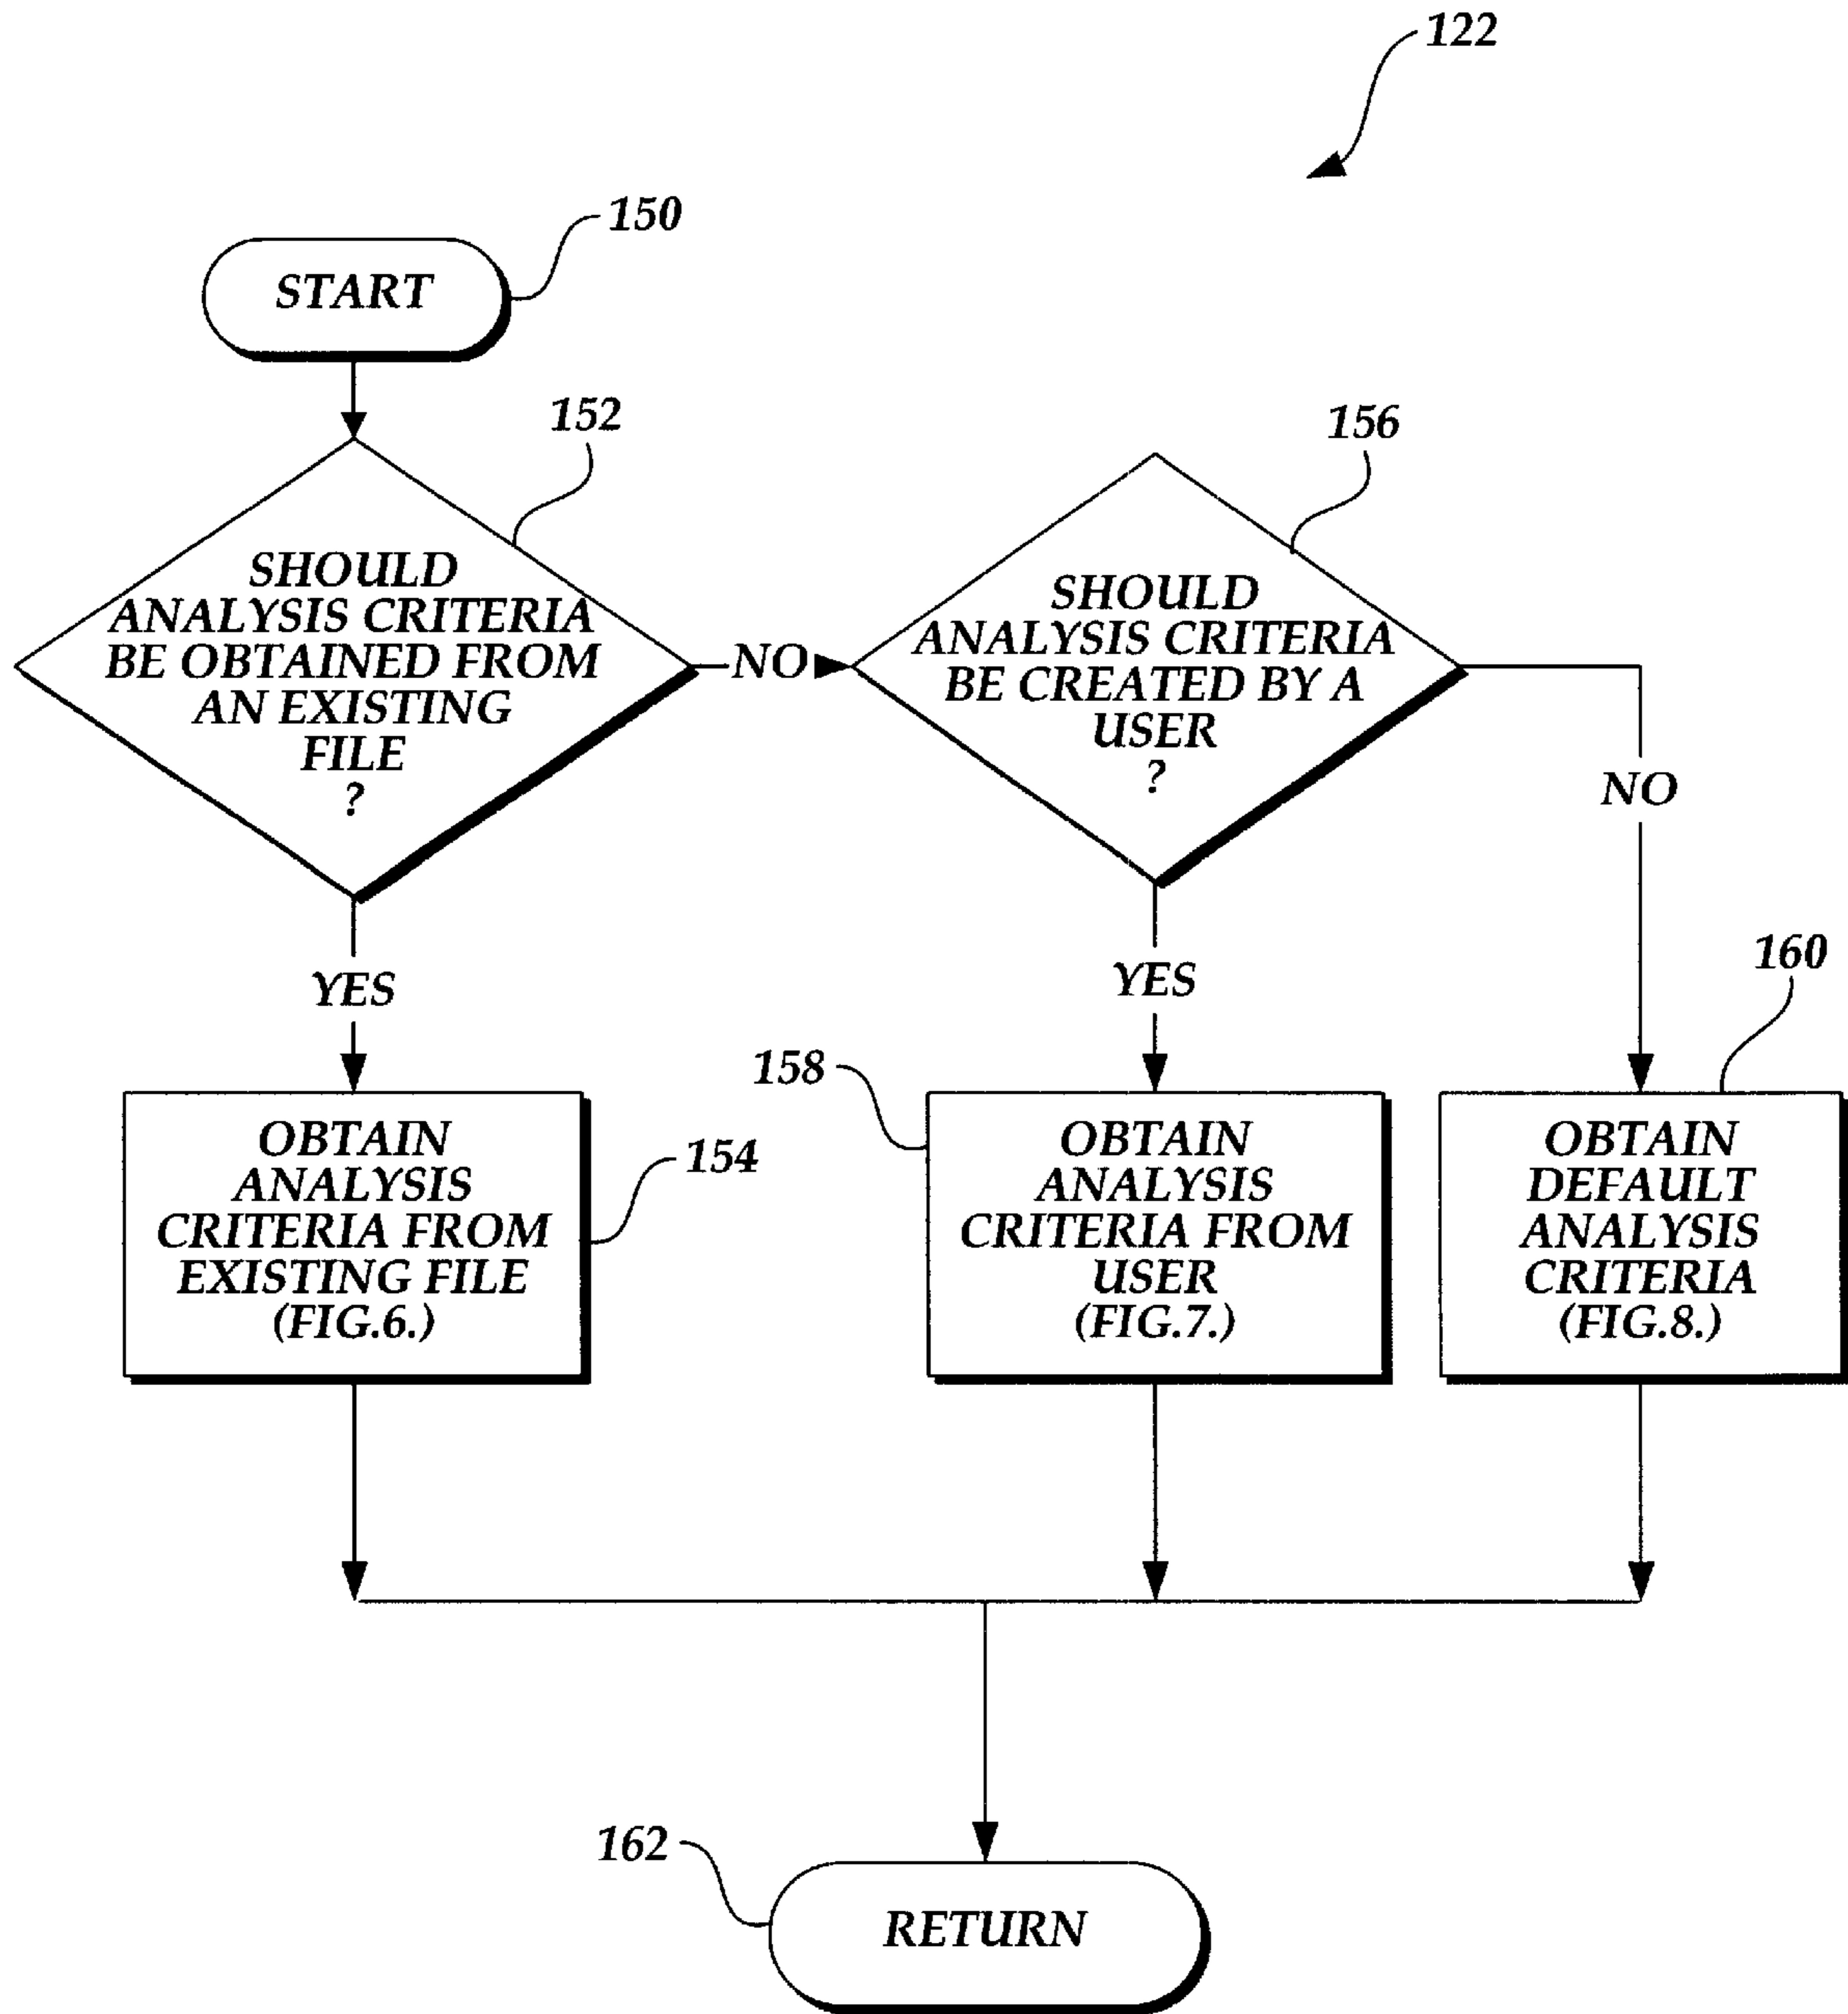 122
150
START
152
156
SHOULD
ANALYSIS CRITERIA
BE OBTAINED FROM
AN EXISTING
FILE
?
NO
SHOULD
ANALYSIS CRITERIA
BE CREATED BY A
USER
?
NO
YES
YES
160
158
OBTAIN
ANALYSIS
CRITERIA FROM
EXISTING FILE
(FIG.6.)
154
OBTAIN
ANALYSIS
CRITERIA FROM
USER
(FIG.7.)
OBTAIN
DEFAULT
ANALYSIS
CRITERIA
(FIG.8.)
162
RETURN